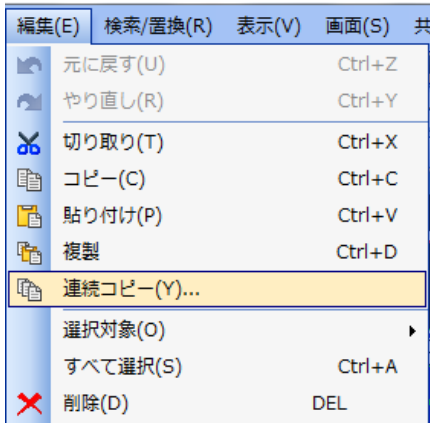 編集(E) 検索/置換(R) 表示(V) 画面(S) 共
元に戻す(U) Ctrl+Z
やり直し(R) Ctrl+Y
切り取り(T) Ctrl+X
コピー(C) Ctrl+C
貼り付け(P) Ctrl+V
複製 Ctrl+D
連続コピー(Y)...
選択対象(O)
すべて選択(S) Ctrl+A
削除(D) DEL